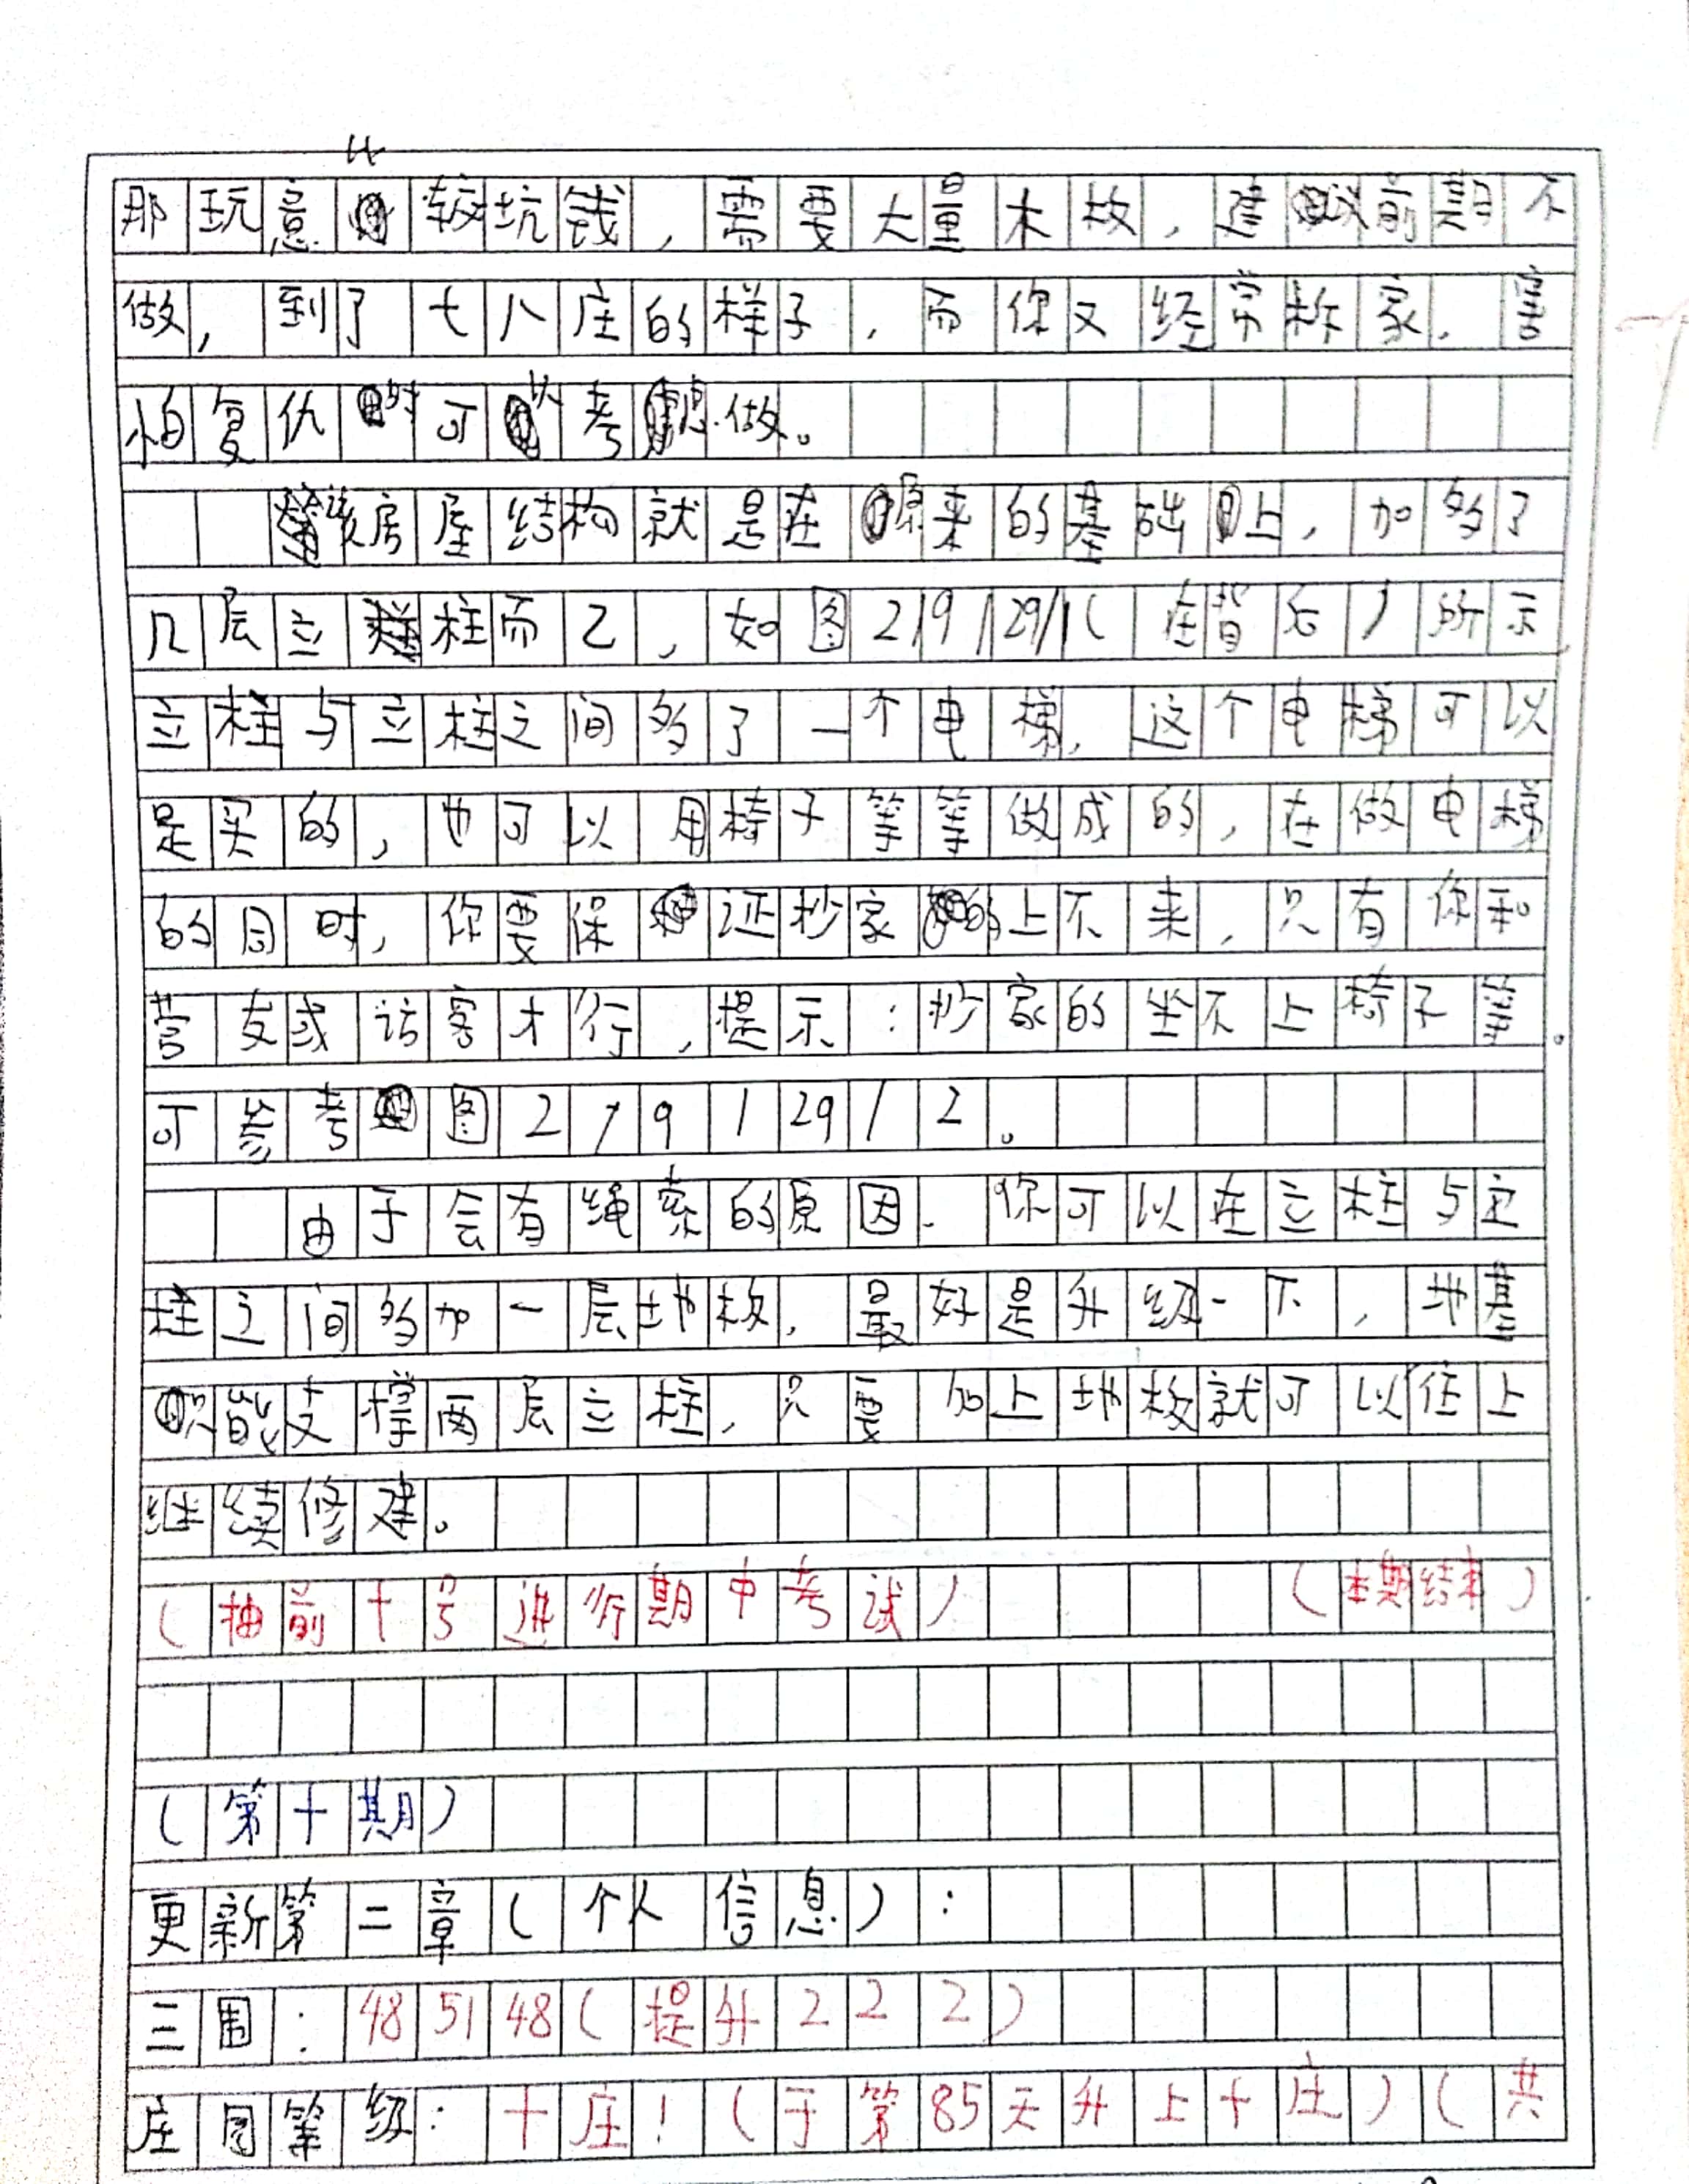 那玩意比较坑钱，需要大量木板，建议前期不
做，到了七八庄的样子，而你又经常抄家，害
怕复仇时可以考虑做。
该房屋结构就是在原来的基础上，加多了
几层立柱而已，如图219129/1（在背后）所示，
立柱与立柱之间多了一个电梯，这个电梯可以
是买的，也可以用椅子等等做成的，在做电梯
的同时，你要保证抄家的上不来，只有你和
营友或访客才行，提示：抄家的坐不上椅子等。
可参考图219129/2。
由于会有绳索的原因，你可以在立柱与立
柱之间多加一层地板，最好是升级一下，地基
只能支撑两层立柱，只要加上地板就可以往上
继续修建。
（抽前十号进行期中考试）（本期结束）
（第十期）
更新第二章（个人信息）：
三围：48 51 48（提升2 2 2）
庄园等级：十庄！（于第85天升上十庄）（共